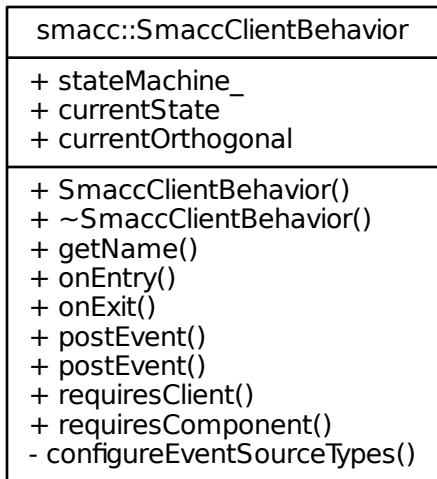 smacc::SmaccClientBehavior
+ stateMachine_
+ currentState
+ currentOrthogonal
+ SmaccClientBehavior()
+ ~SmaccClientBehavior()
+ getName()
+ onEntry()
+ onExit()
+ postEvent()
+ postEvent()
+ requiresClient()
+ requiresComponent()
- configureEventSourceTypes()